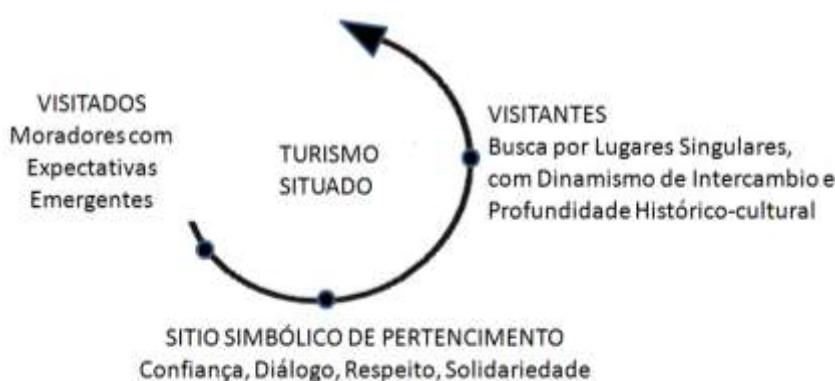 VISITADOS
Moradores com
Expectativas
Emergentes
TURISMO
SITUADO
VISITANTES
Busca por Lugares Singulares,
com Dinamismo de Intercambio e
Profundidade Histórico-cultural
SITIO SIMBÓLICO DE PERTENCIMENTO
Confiança, Diálogo, Respeito, Solidariedade